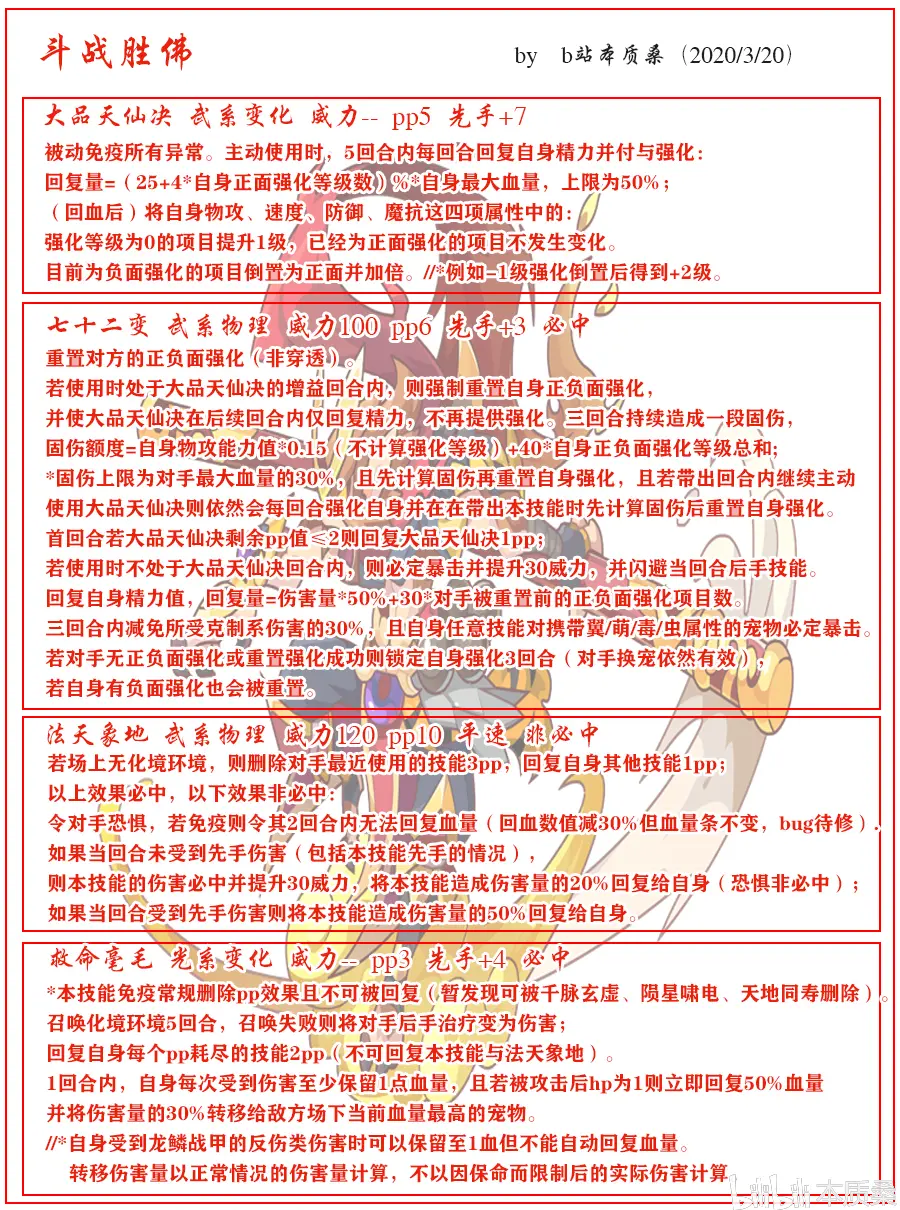 斗战胜佛
by b站本质桑（2020/3/20）
大品天仙决 武系变化 威力-- pp5 先手+7
被动免疫所有异常。主动使用时，5回合内每回合回复自身精力并付与强化：
回复量=（25+4*自身正面强化等级数）%*自身最大血量，上限为50%；
（回血后）将自身物攻、速度、防御、魔抗这四项属性中的：
强化等级为0的项目提升1级，已经为正面强化的项目不发生变化。
目前为负面强化的项目倒置为正面并加倍。//*例如-1级强化倒置后得到+2级。
七十二变 武系物理 威力100 pp6 先手+3 必中
重置对方的正负面强化（非穿透）。
若使用时处于大品天仙决的增益回合内，则强制重置自身正负面强化，
并使大品天仙决在后续回合内仅回复精力，不再提供强化。三回合持续造成一段固伤，
固伤额度=自身物攻能力值*0.15（不计算强化等级）+40*自身正负面强化等级总和;
*固伤上限为对手最大血量的30%，且先计算固伤再重置自身强化，且若带出回合内继续主动
使用大品天仙决则依然会每回合强化自身并在在带出本技能时先计算固伤后重置自身强化。
首回合若大品天仙决剩余pp值≤2则回复大品天仙决1pp；
若使用时不处于大品天仙决回合内，则必定暴击并提升30威力，并闪避当回合后手技能。
回复自身精力值，回复量=伤害量*50%+30*对手被重置前的正负面强化项目数。
三回合内减免所受克制系伤害的30%，且自身任意技能对携带翼/萌/毒/虫属性的宠物必定暴击。
若对手无正负面强化或重置强化成功则锁定自身强化3回合（对手换宠依然有效），
若自身有负面强化也会被重置。
法天象地 武系物理 威力120 pp10 平速 非必中
若场上无化境环境，则删除对手最近使用的技能3pp，回复自身其他技能1pp；
以上效果必中，以下效果非必中：
令对手恐惧，若免疫则令其2回合内无法回复血量（回血数值减30%但血量条不变，bug待修）.
如果当回合未受到先手伤害（包括本技能先手的情况），
则本技能的伤害必中并提升30威力，将本技能造成伤害量的20%回复给自身（恐惧非必中）；
如果当回合受到先手伤害则将本技能造成伤害量的50%回复给自身。
救命毫毛 光系变化 威力-- pp3 先手+4 必中
*本技能免疫常规删除pp效果且不可被回复（暂发现可被千脉玄虚、陨星啸电、天地同寿删除）。
召唤化境环境5回合，召唤失败则将对手后手治疗变为伤害；
回复自身每个pp耗尽的技能2pp（不可回复本技能与法天象地）。
1回合内，自身每次受到伤害至少保留1点血量，且若被攻击后hp为1则立即回复50%血量
并将伤害量的30%转移给敌方场下当前血量最高的宠物。
//*自身受到龙鳞战甲的反伤类伤害时可以保留至1血但不能自动回复血量。
转移伤害量以正常情况的伤害量计算，不以因保命而限制后的实际伤害计算
bilibili 本质桑